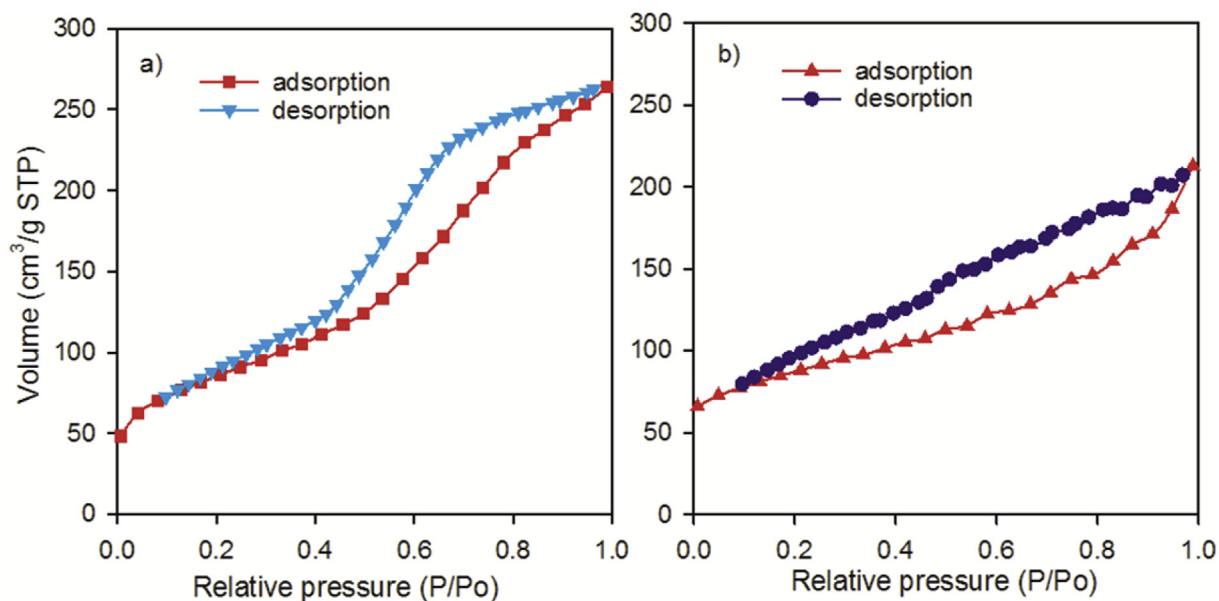 a)
adsorption
desorption
300
250
200
150
100
50
0
Volume (cm³/g STP)
0.0 0.2 0.4 0.6 0.8 1.0
Relative pressure (P/Po)
b)
adsorption
desorption
300
250
200
150
100
50
0
0.0 0.2 0.4 0.6 0.8 1.0
Relative pressure (P/Po)